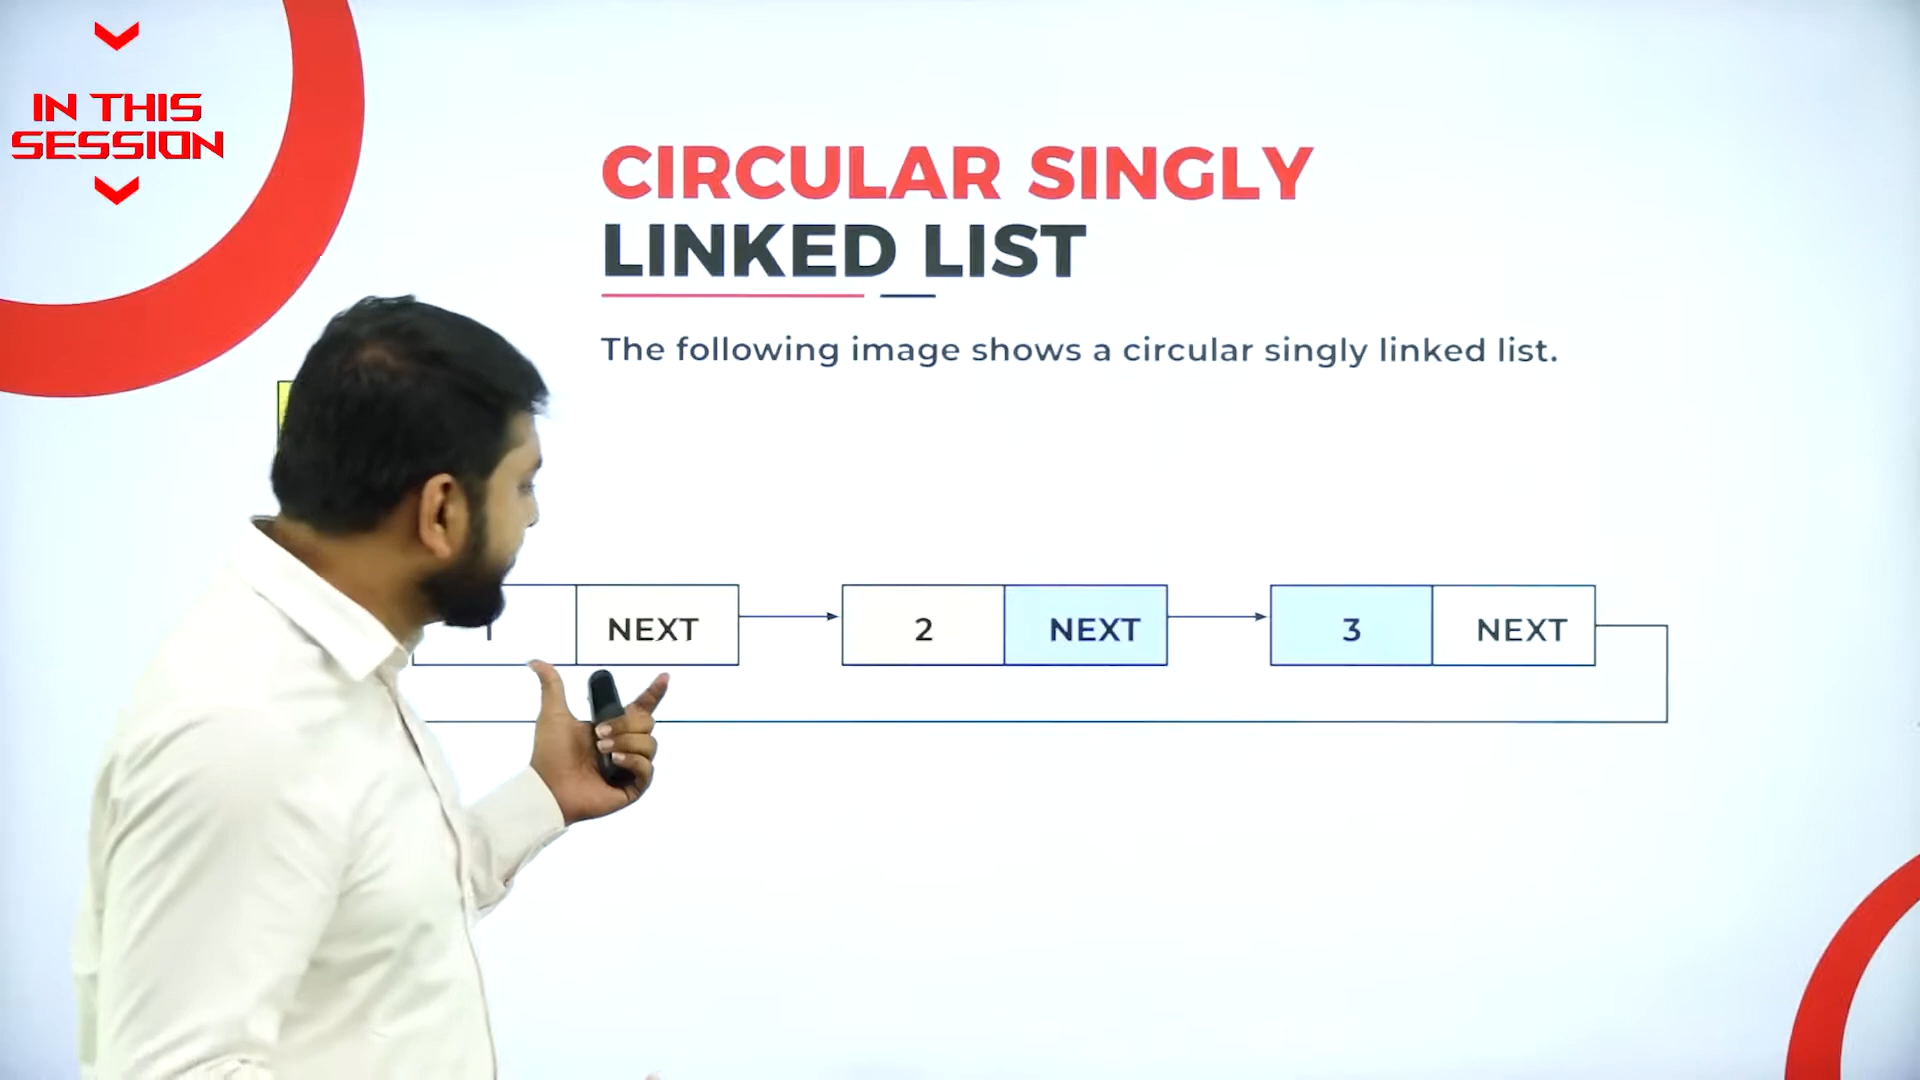 IN THIS
SESSION
CIRCULAR SINGLY
LINKED LIST
The following image shows a circular singly linked list.
NEXT
2 NEXT
3 NEXT